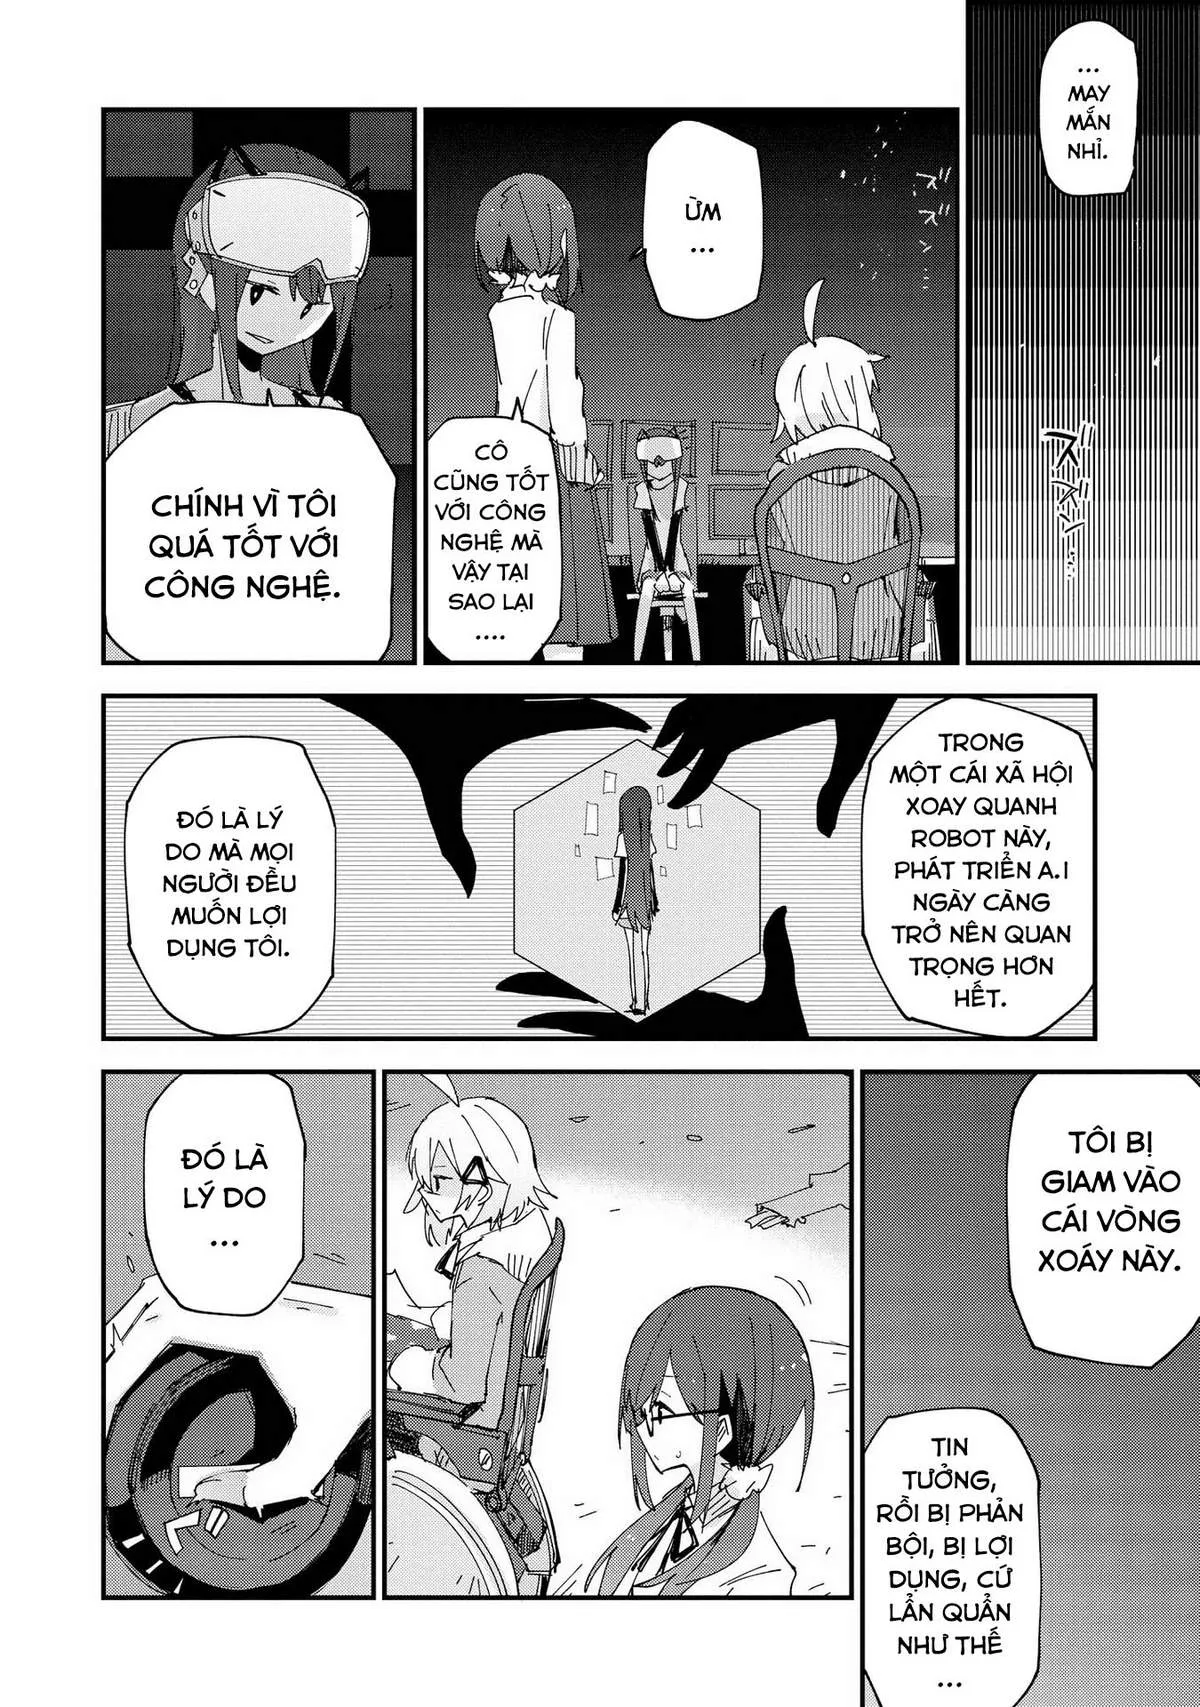 ...
MAY
MẮN
NHỈ.
ズ
ズズ...
ỪM
...
CÔ
CŨNG TỐT
VỚI CÔNG
NGHỆ MÀ
VẬY TẠI
SAO LẠI
....
CHÍNH VÌ TÔI
QUÁ TỐT VỚI
CÔNG NGHỆ.
TRONG
MỘT CÁI XÃ HỘI
XOAY QUANH
ROBOT NÀY,
PHÁT TRIỂN A.I
NGÀY CÀNG
TRỞ NÊN QUAN
TRỌNG HƠN
HẾT.
ĐÓ LÀ LÝ
DO MÀ MỌI
NGƯỜI ĐỀU
MUỐN LỢI
DỤNG TÔI.
TÔI BỊ
GIAM VÀO
CÁI VÒNG
XOÁY NÀY.
TIN
TƯỞNG,
RỒI BỊ PHẢN
BỘI, BỊ LỢI
DỤNG, CỨ
LẨN QUẨN
NHƯ THẾ
...
ĐÓ LÀ
LÝ DO
...